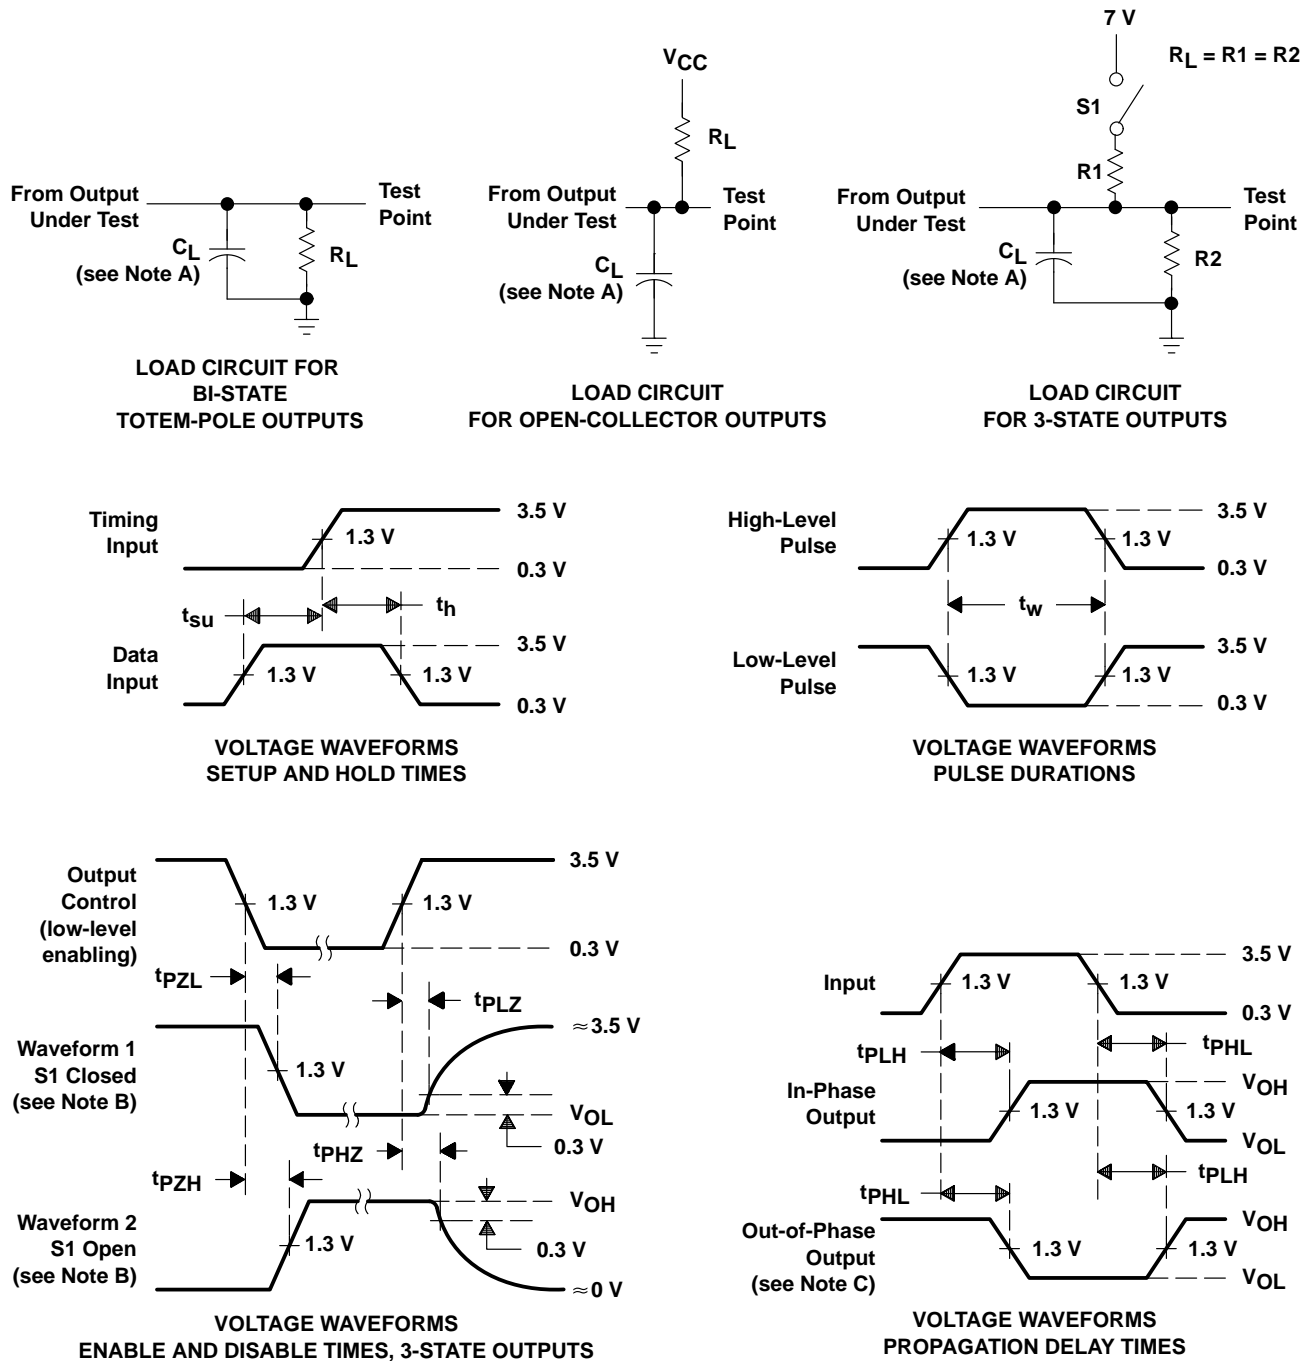 From Output
Under Test
Test
Point
CL
(see Note A)
RL
LOAD CIRCUIT FOR
BI-STATE
TOTEM-POLE OUTPUTS
VCC
RL
From Output
Under Test
Test
Point
CL
(see Note A)
LOAD CIRCUIT
FOR OPEN-COLLECTOR OUTPUTS
7 V
RL = R1 = R2
S1
R1
From Output
Under Test
Test
Point
CL
(see Note A)
R2
LOAD CIRCUIT
FOR 3-STATE OUTPUTS
Timing
Input
1.3 V
3.5 V
0.3 V
tsu
th
Data
Input
1.3 V
1.3 V
3.5 V
0.3 V
VOLTAGE WAVEFORMS
SETUP AND HOLD TIMES
High-Level
Pulse
1.3 V
1.3 V
3.5 V
0.3 V
tw
Low-Level
Pulse
1.3 V
1.3 V
3.5 V
0.3 V
VOLTAGE WAVEFORMS
PULSE DURATIONS
Output
Control
(low-level
enabling)
1.3 V
1.3 V
3.5 V
0.3 V
tPZL
tPLZ
Waveform 1
S1 Closed
(see Note B)
1.3 V
≈3.5 V
VOL
0.3 V
tPHZ
tPZH
Waveform 2
S1 Open
(see Note B)
1.3 V
VOH
0.3 V
≈0 V
VOLTAGE WAVEFORMS
ENABLE AND DISABLE TIMES, 3-STATE OUTPUTS
Input
1.3 V
1.3 V
3.5 V
0.3 V
tPLH
tPHL
In-Phase
Output
1.3 V
1.3 V
VOH
VOL
tPHL
tPLH
Out-of-Phase
Output
(see Note C)
1.3 V
1.3 V
VOH
VOL
VOLTAGE WAVEFORMS
PROPAGATION DELAY TIMES